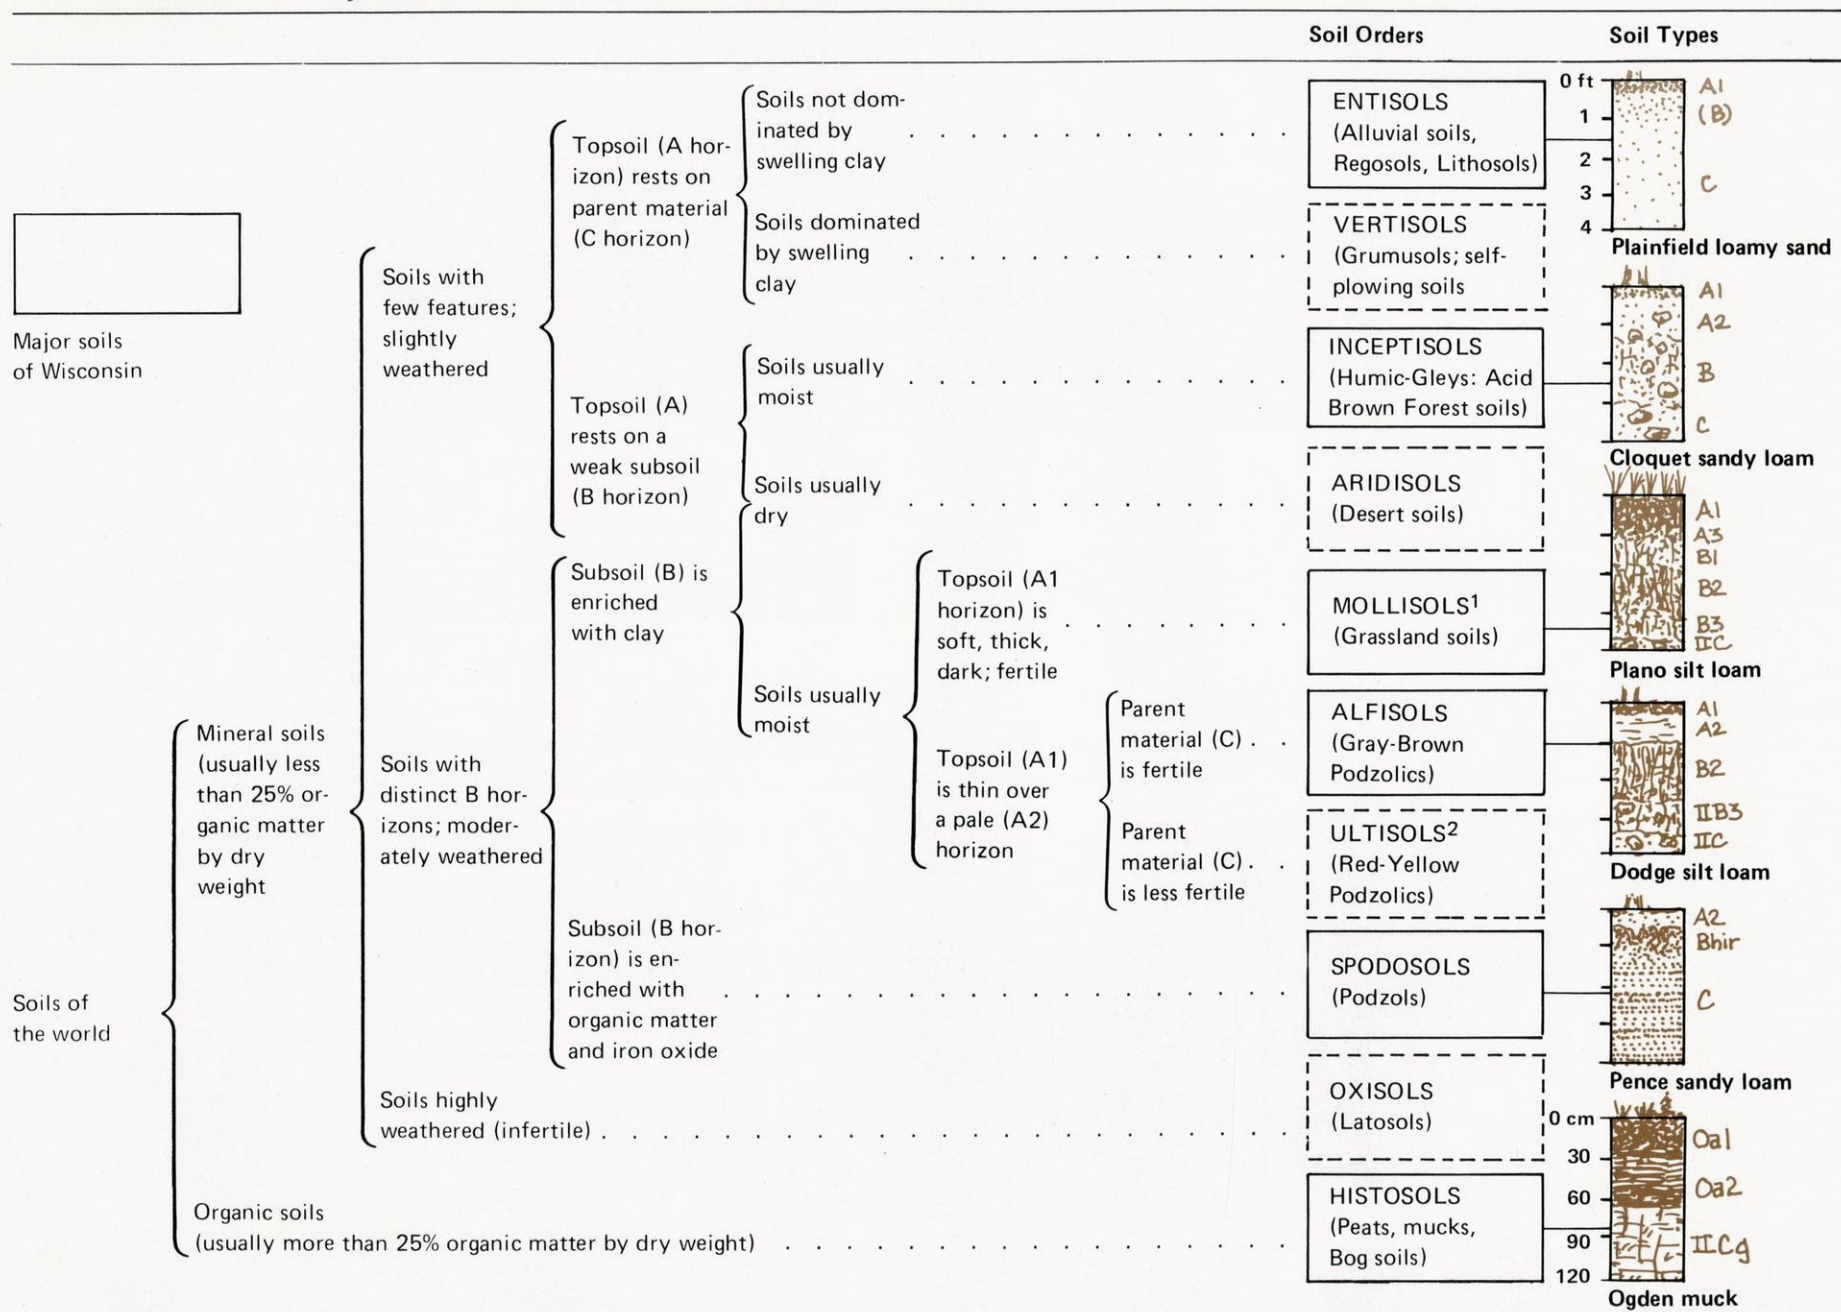 Soil Orders
Soil Types
Major soils
of Wisconsin
Soils of
the world
Mineral soils
(usually less
than 25% or-
ganic matter
by dry
weight
Organic soils
(usually more than 25% organic matter by dry weight)
Soils with
few features;
slightly
weathered
Soils with
distinct B hor-
izons; moder-
ately weathered
Soils highly
weathered (infertile)
Topsoil (A hor-
izon) rests on
parent material
(C horizon)
Topsoil (A)
rests on a
weak subsoil
(B horizon)
Subsoil (B) is
enriched
with clay
Subsoil (B hor-
izon) is en-
riched with
organic matter
and iron oxide
Soils not dom-
inated by
swelling clay
Soils dominated
by swelling
clay
Soils usually
moist
Soils usually
dry
Soils usually
moist
Topsoil (A1
horizon) is
soft, thick,
dark; fertile
Topsoil (A1)
is thin over
a pale (A2)
horizon
Parent
material (C)
is fertile
Parent
material (C)
is less fertile
ENTISOLS
(Alluvial soils,
Regosols, Lithosols)
VERTISOLS
(Grumusols; self-
plowing soils
INCEPTISOLS
(Humic-Gleys: Acid
Brown Forest soils)
ARIDISOLS
(Desert soils)
MOLLISOLS¹
(Grassland soils)
ALFISOLS
(Gray-Brown
Podzolics)
ULTISOLS²
(Red-Yellow
Podzolics)
SPODOSOLS
(Podzols)
OXISOLS
(Latosols)
HISTOSOLS
(Peats, mucks,
Bog soils)
0 ft
1
2
3
4
A1
(B)
C
Plainfield loamy sand
A1
A2
B
C
Cloquet sandy loam
A1
A3
B1
B2
B3
IIC
Plano silt loam
A1
A2
B2
IIB3
IIC
Dodge silt loam
A2
Bhir
C
Pence sandy loam
0 cm
30
60
90
120
Oa1
Oa2
IICg
Ogden muck